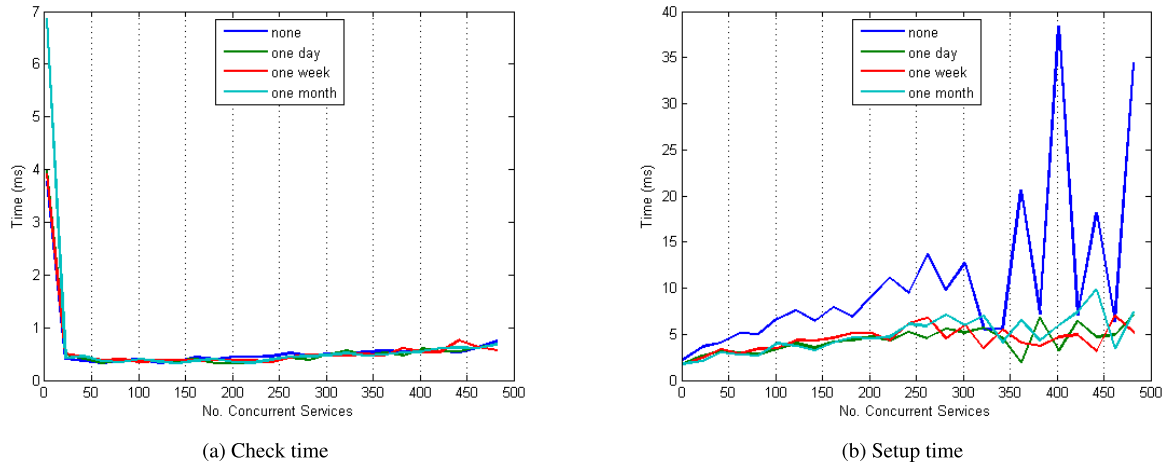 7
6
5
4
3
2
1
0
Time (ms)
none
one day
one week
one month
0 50 100 150 200 250 300 350 400 450 500
No. Concurrent Services
(a) Check time
40
35
30
25
20
15
10
5
0
Time (ms)
none
one day
one week
one month
0 50 100 150 200 250 300 350 400 450 500
No. Concurrent Services
(b) Setup time